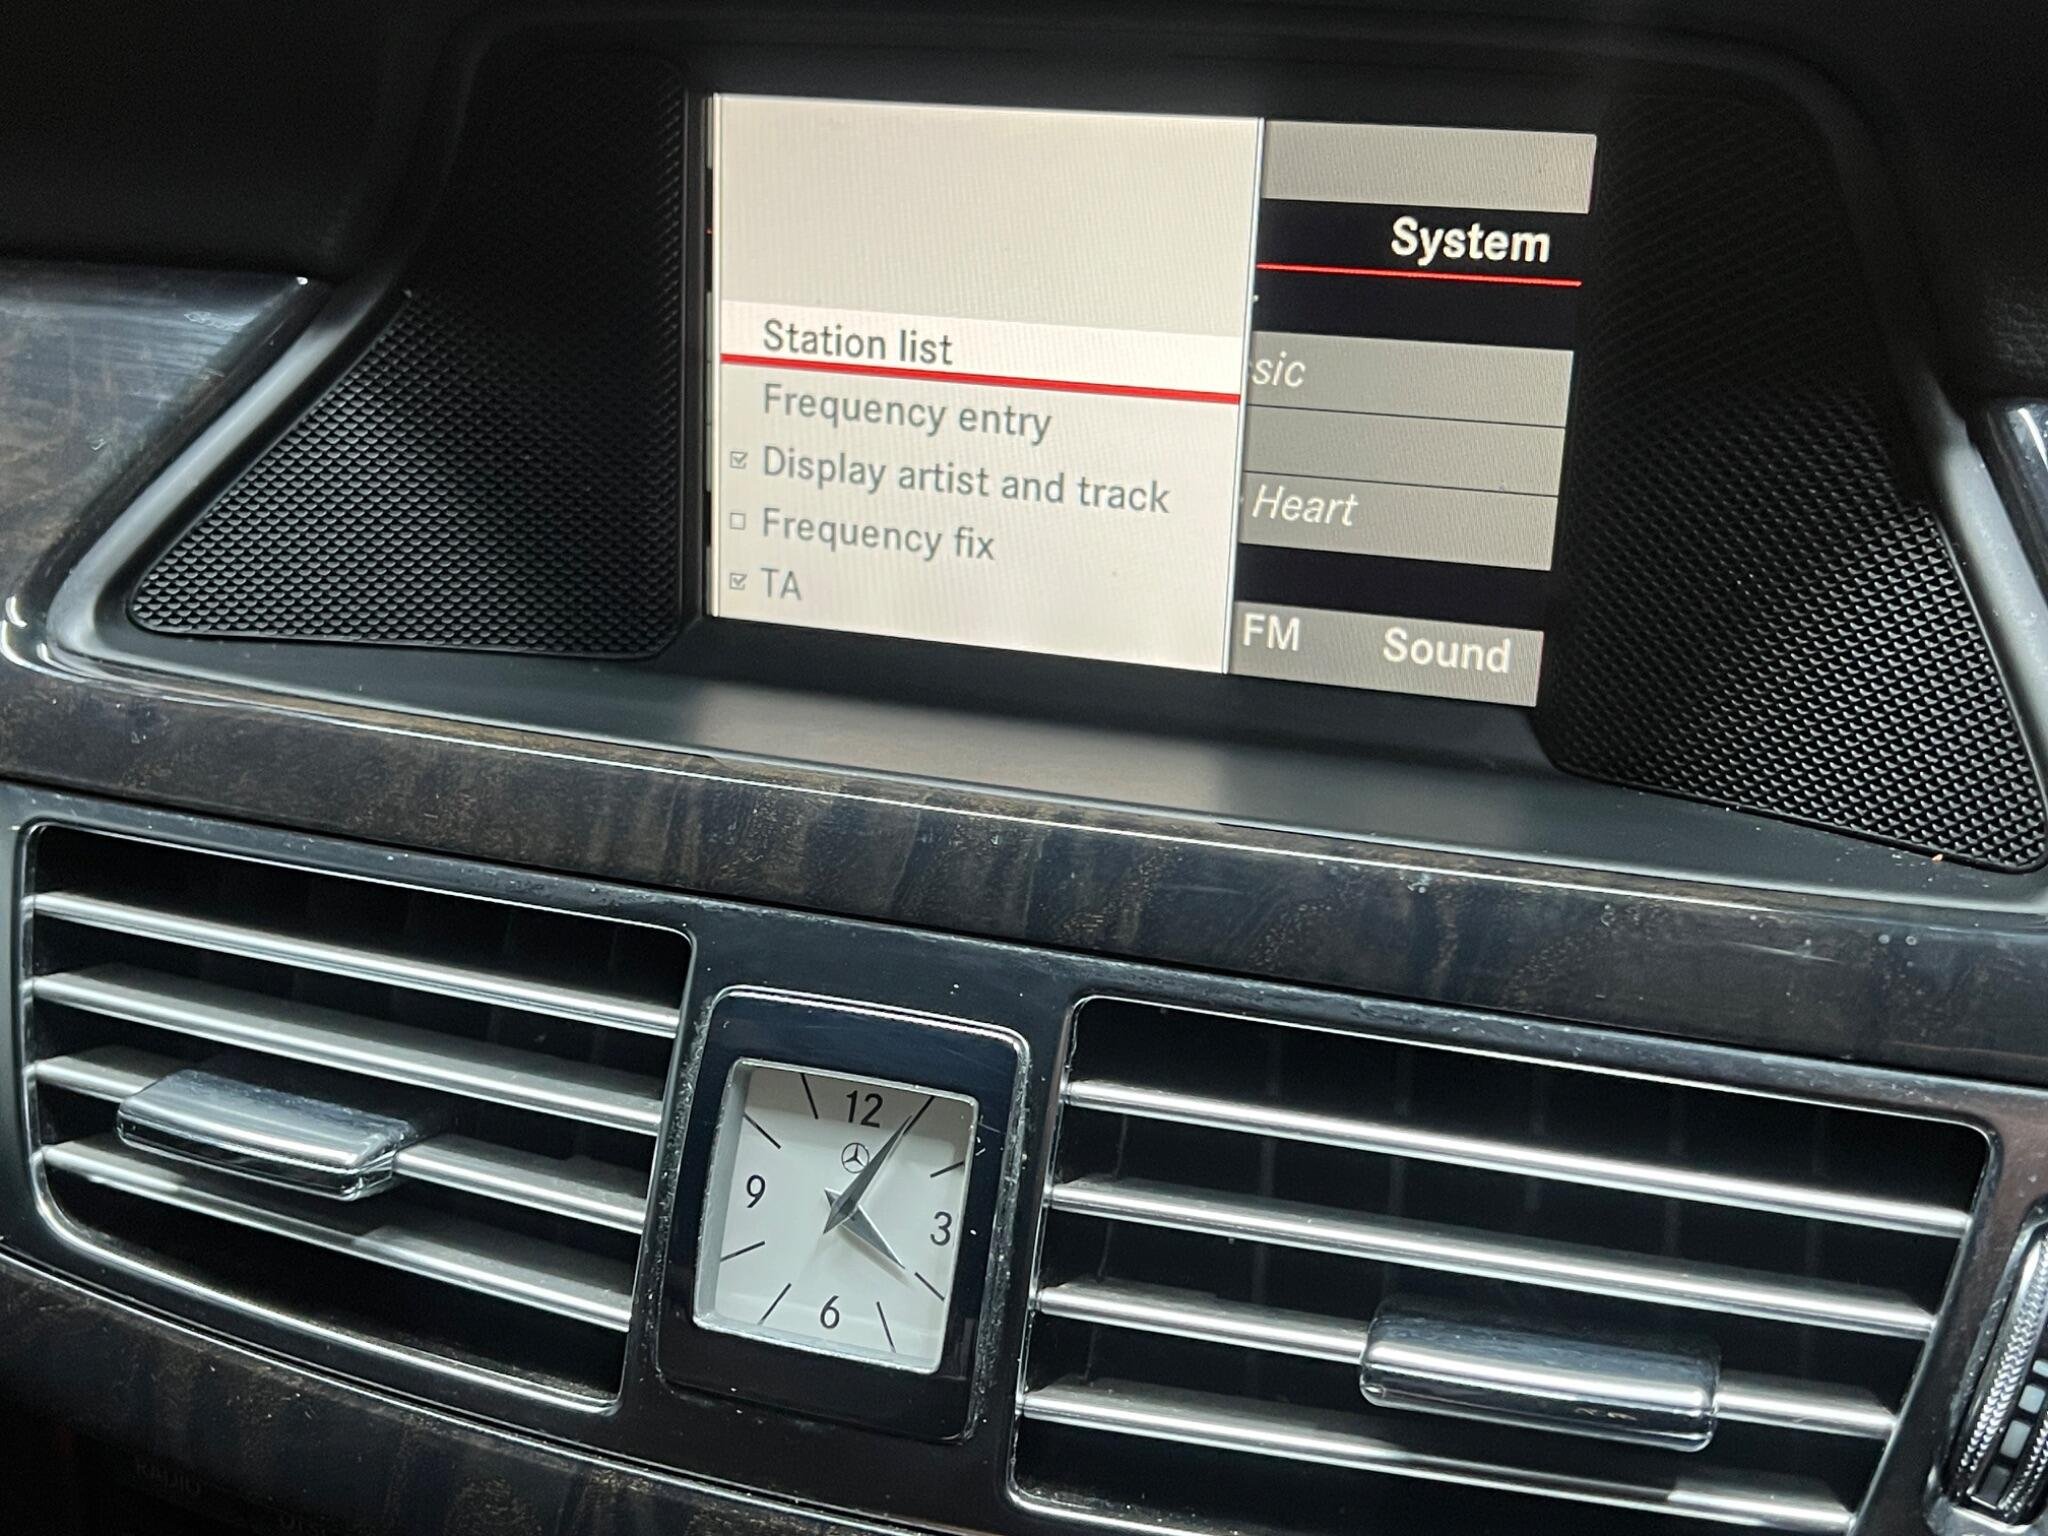 System
Station list
sic
Frequency entry
Display artist and track
Heart
Frequency fix
TA
FM Sound
12
9
3
6
RADIO